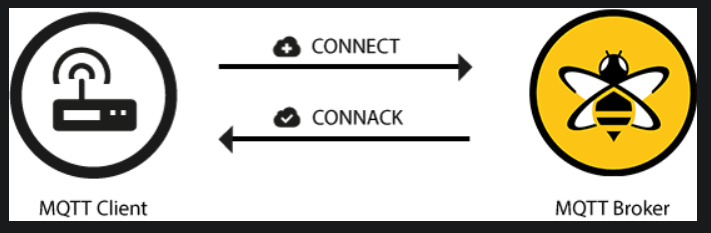 CONNECT
CONNACK
MQTT Client
MQTT Broker